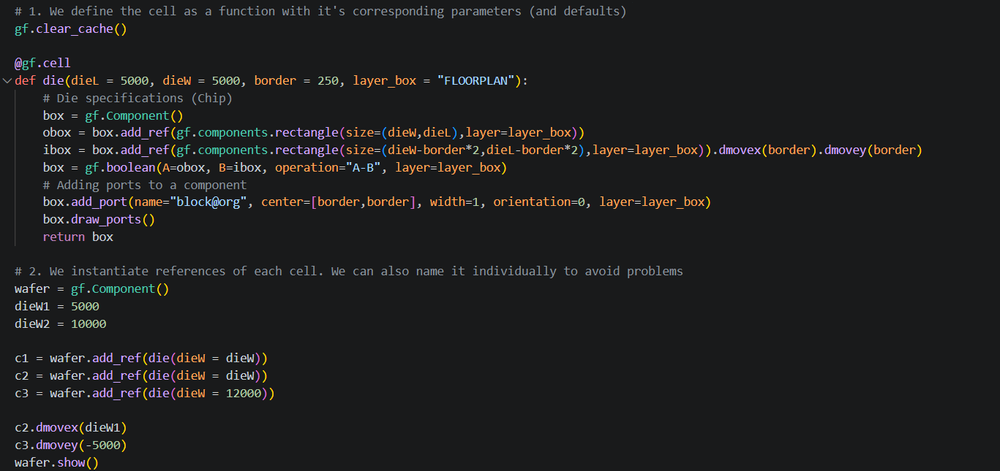 # 1. We define the cell as a function with it's corresponding parameters (and defaults)
gf.clear_cache()
@gf.cell
def die(dieL = 5000, dieW = 5000, border = 250, layer_box = "FLOORPLAN"):
    # Die specifications (Chip)
    box = gf.Component()
    obox = box.add_ref(gf.components.rectangle(size=(dieW,dieL),layer=layer_box))
    ibox = box.add_ref(gf.components.rectangle(size=(dieW-border*2,dieL-border*2),layer=layer_box)).dmovex(border).dmovey(border)
    box = gf.boolean(A=obox, B=ibox, operation="A-B", layer=layer_box)
    # Adding ports to a component
    box.add_port(name="block@org", center=[border,border], width=1, orientation=0, layer=layer_box)
    box.draw_ports()
    return box
# 2. We instantiate references of each cell. We can also name it individually to avoid problems
wafer = gf.Component()
dieW1 = 5000
dieW2 = 10000
c1 = wafer.add_ref(die(dieW = dieW))
c2 = wafer.add_ref(die(dieW = dieW))
c3 = wafer.add_ref(die(dieW = 12000))
c2.dmovex(dieW1)
c3.dmovey(-5000)
wafer.show()